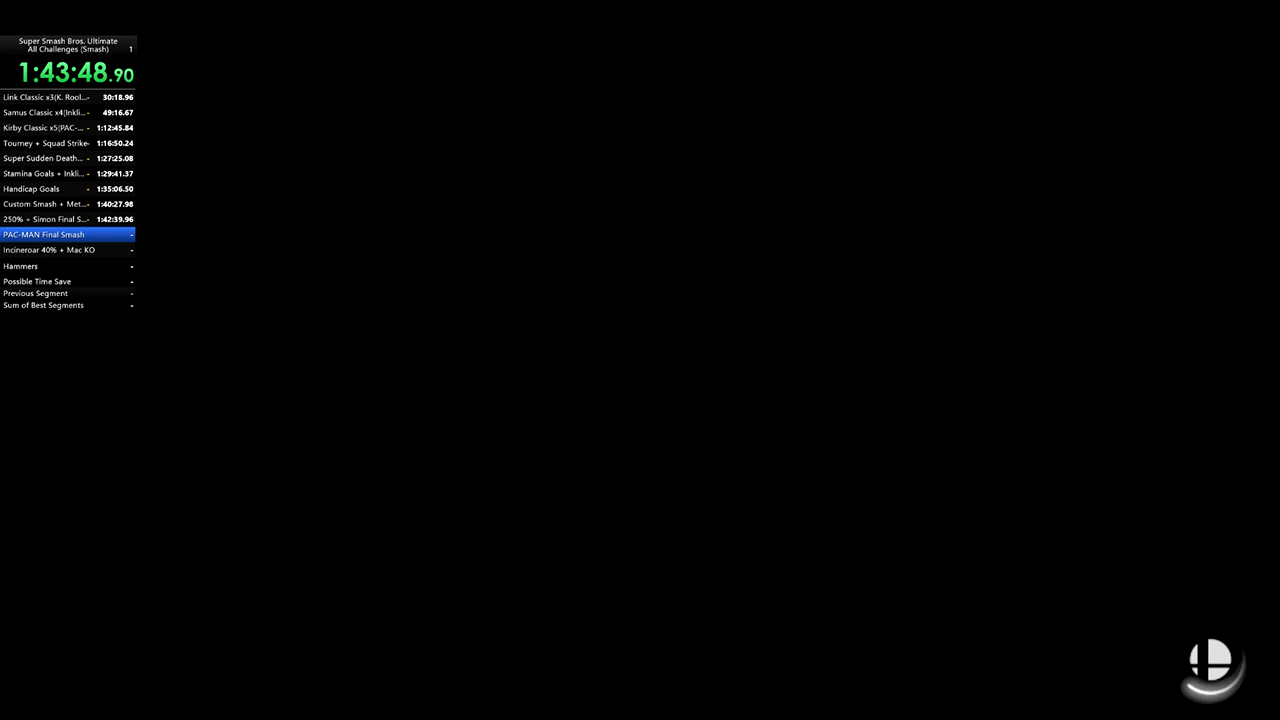 Super Smash Bros. Ultimate
All Challenges (Smash) 1
1:43:48.90
Link Classic x3(K. Rool... - 30:18.96
Samus Classic x4(Inkli... - 49:16.67
Kirby Classic x5(PAC-... - 1:12:45.84
Tourney + Squad Strike - 1:16:50.24
Super Sudden Death... - 1:27:25.08
Stamina Goals + Inkli... - 1:29:41.37
Handicap Goals - 1:35:06.50
Custom Smash + Met... - 1:40:27.98
250% + Simon Final S... - 1:42:39.96
PAC-MAN Final Smash -
Incineroar 40% + Mac KO -
Hammers -
Possible Time Save -
Previous Segment -
Sum of Best Segments -